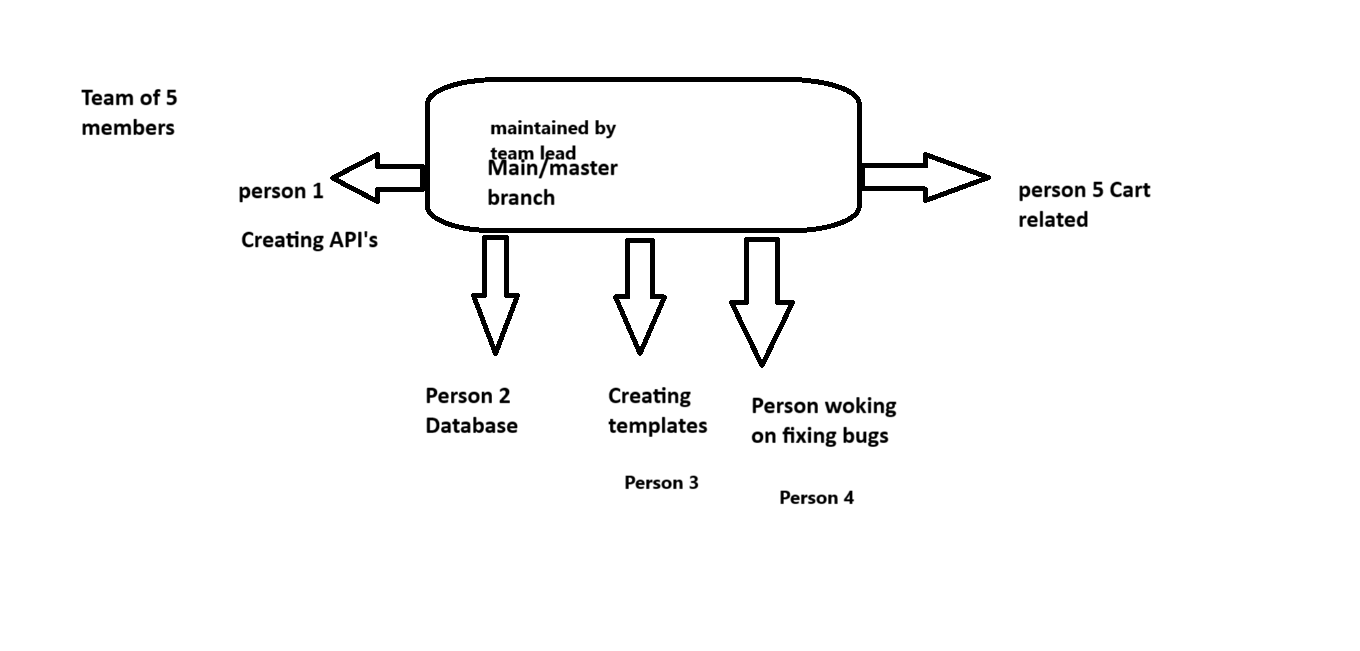 Team of 5
members
maintained by
team lead
Main/master
branch
person 1
Creating API's
person 5 Cart
related
Person 2
Database
Creating
templates
Person 3
Person woking
on fixing bugs
Person 4